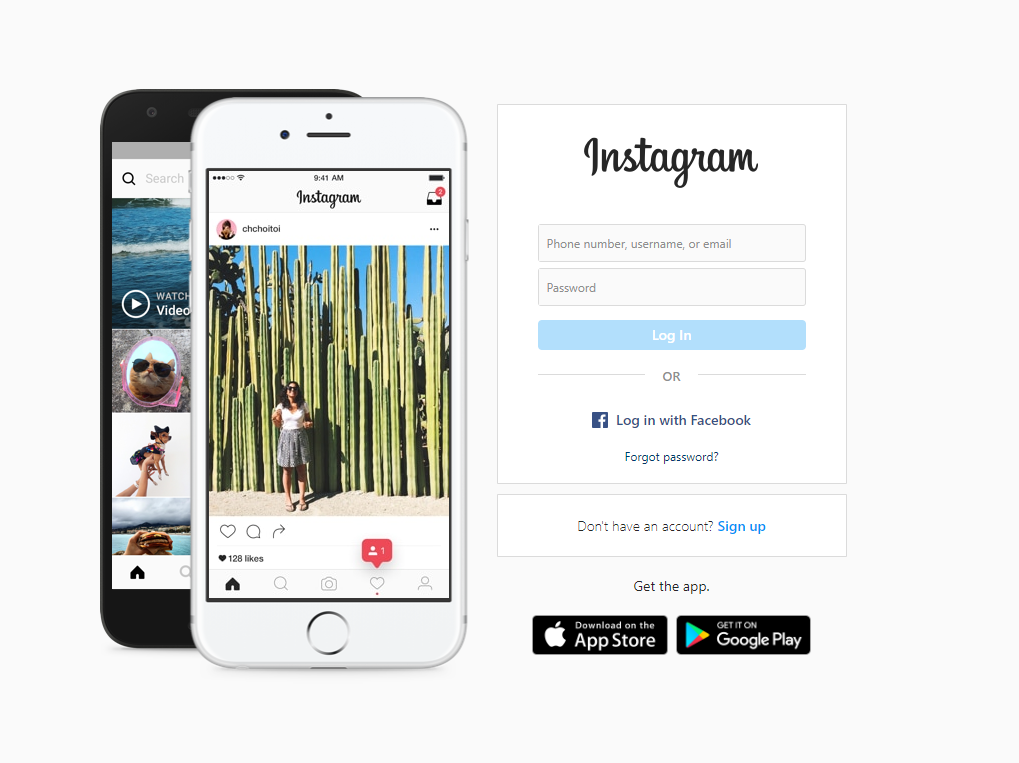 Search
WATCH
Video
9:41 AM
Instagram
2
chchoitoi
128 likes
1
Instagram
Phone number, username, or email
Password
Log In
OR
Log in with Facebook
Forgot password?
Don't have an account? Sign up
Get the app.
Download on the
App Store
GET IT ON
Google Play